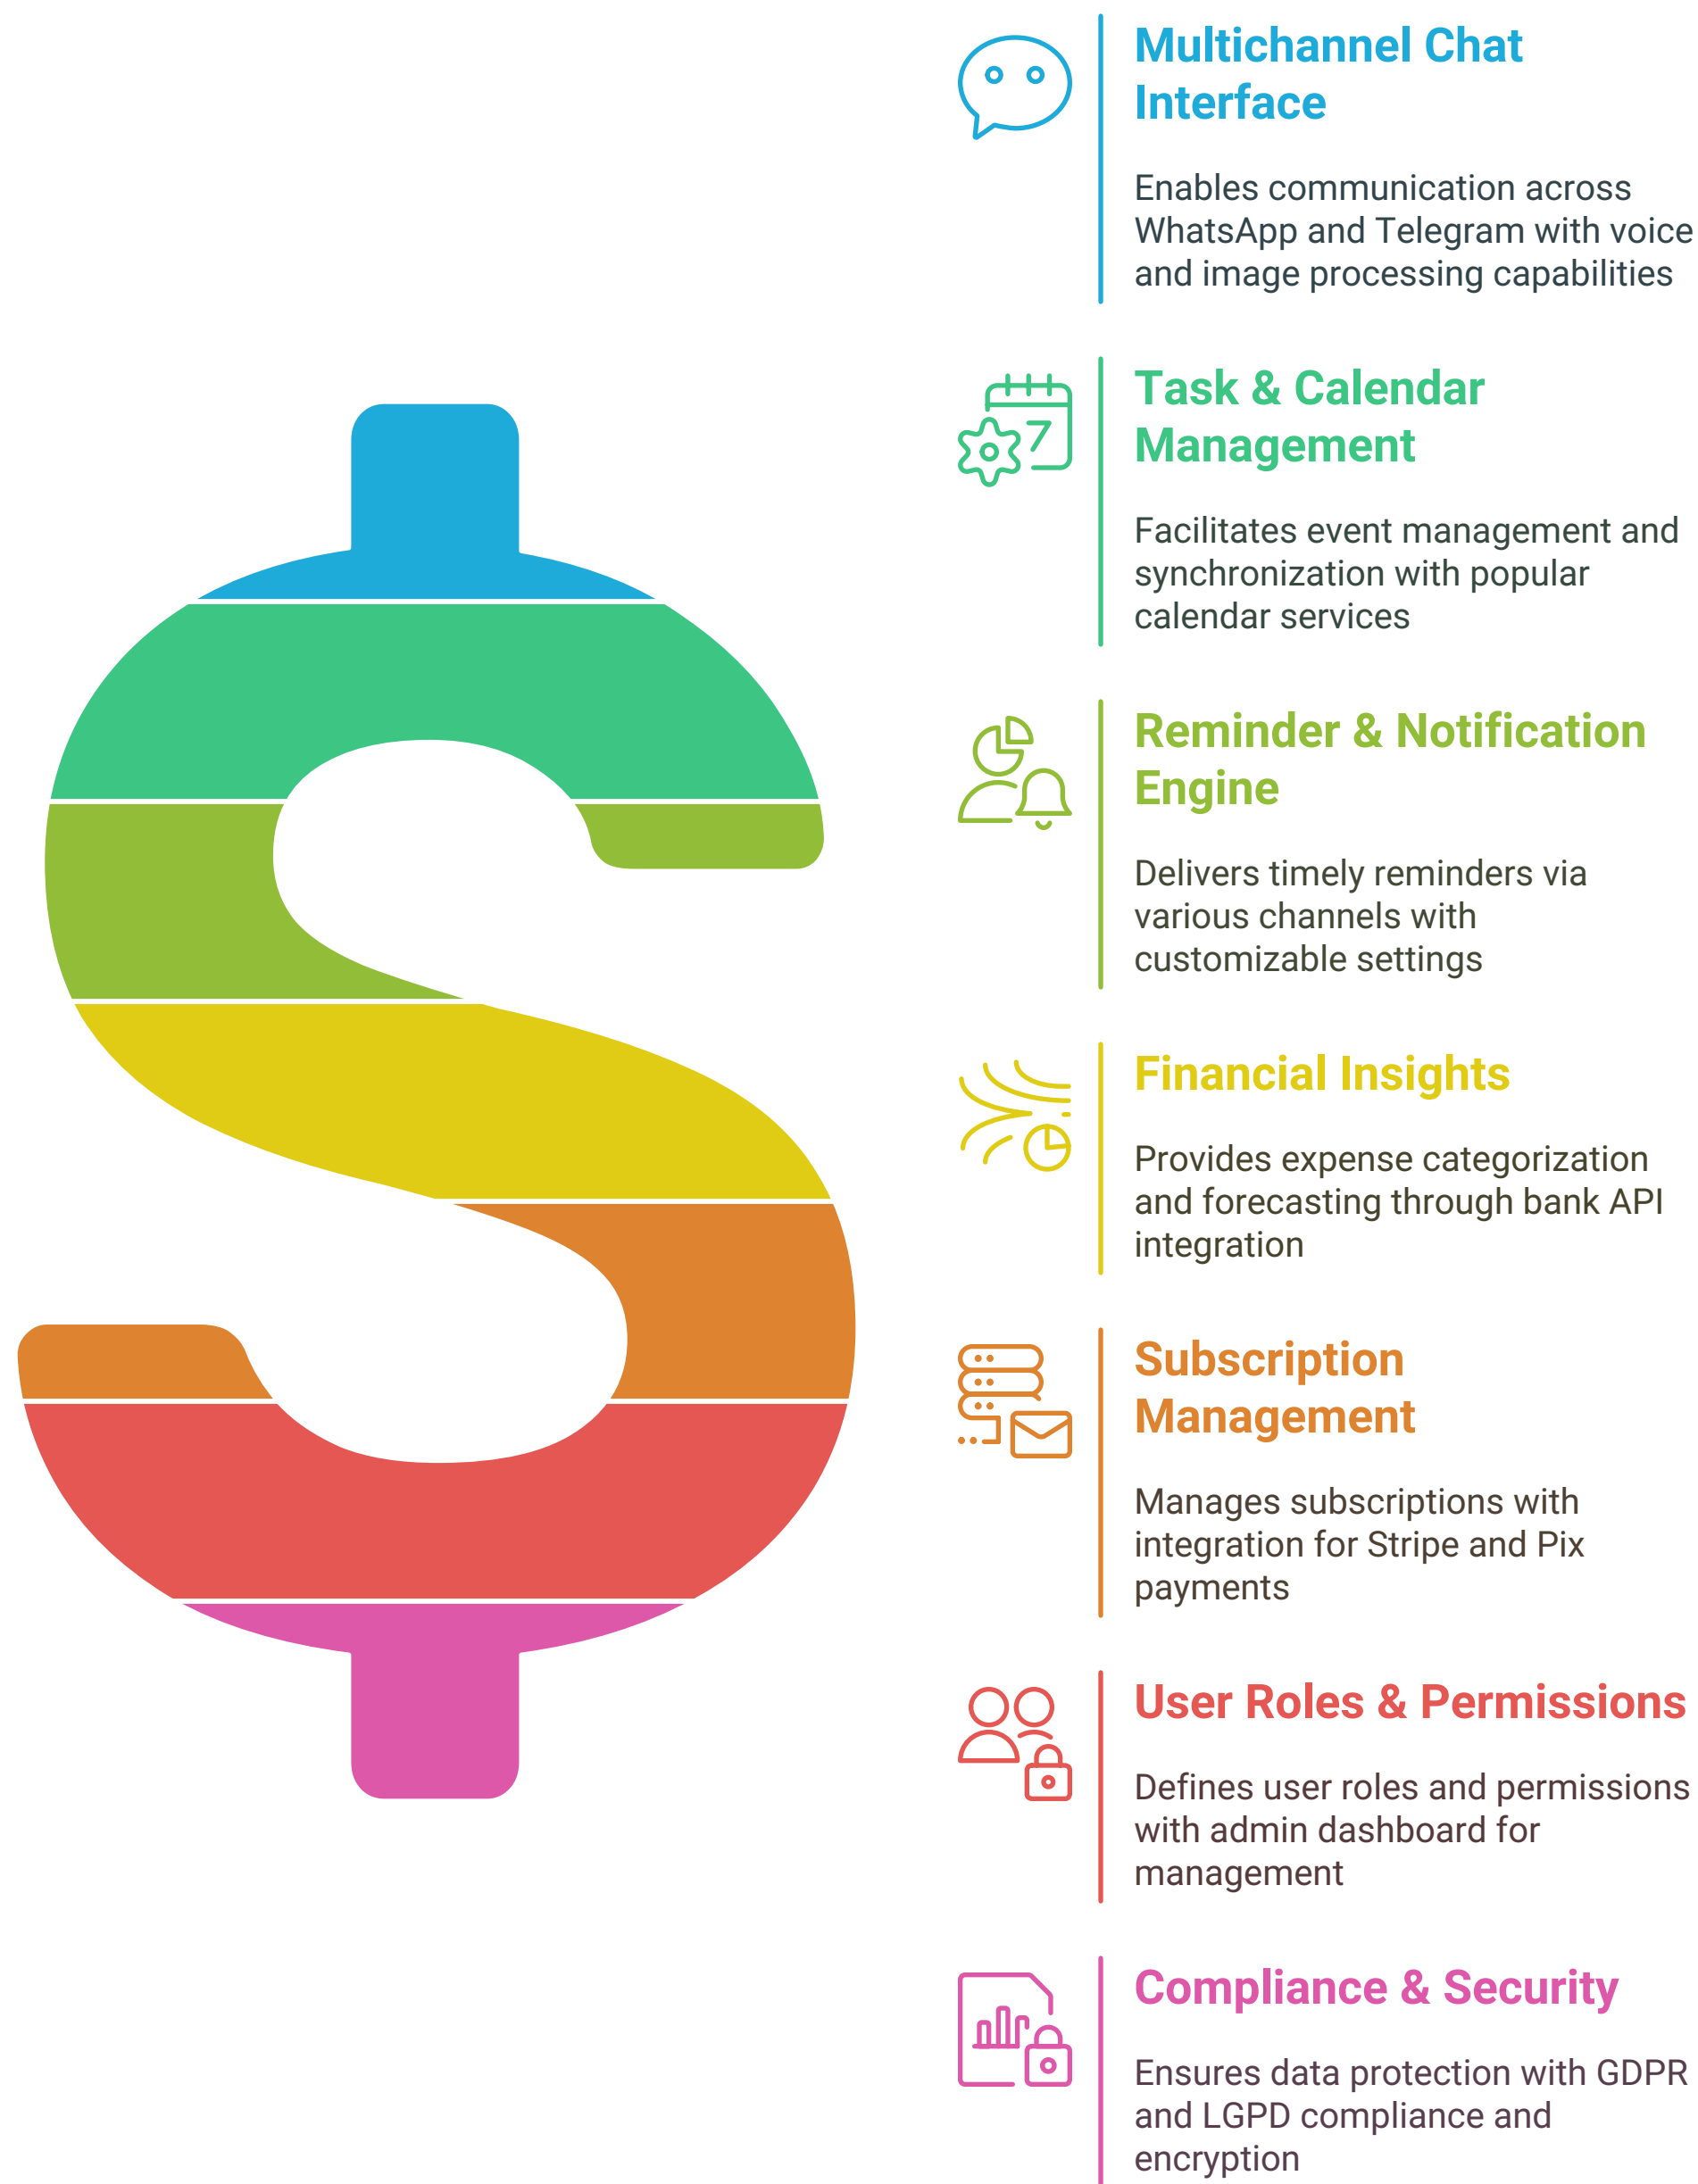 Multichannel Chat
Interface
Enables communication across
WhatsApp and Telegram with voice
and image processing capabilities
Task & Calendar
Management
7
Facilitates event management and
synchronization with popular
calendar services
Reminder & Notification
Engine
Delivers timely reminders via
various channels with
customizable settings
Financial Insights
Provides expense categorization
and forecasting through bank API
integration
Subscription
Management
Manages subscriptions with
integration for Stripe and Pix
payments
User Roles & Permissions
Defines user roles and permissions
with admin dashboard for
management
Compliance & Security
Ensures data protection with GDPR
and LGPD compliance and
encryption